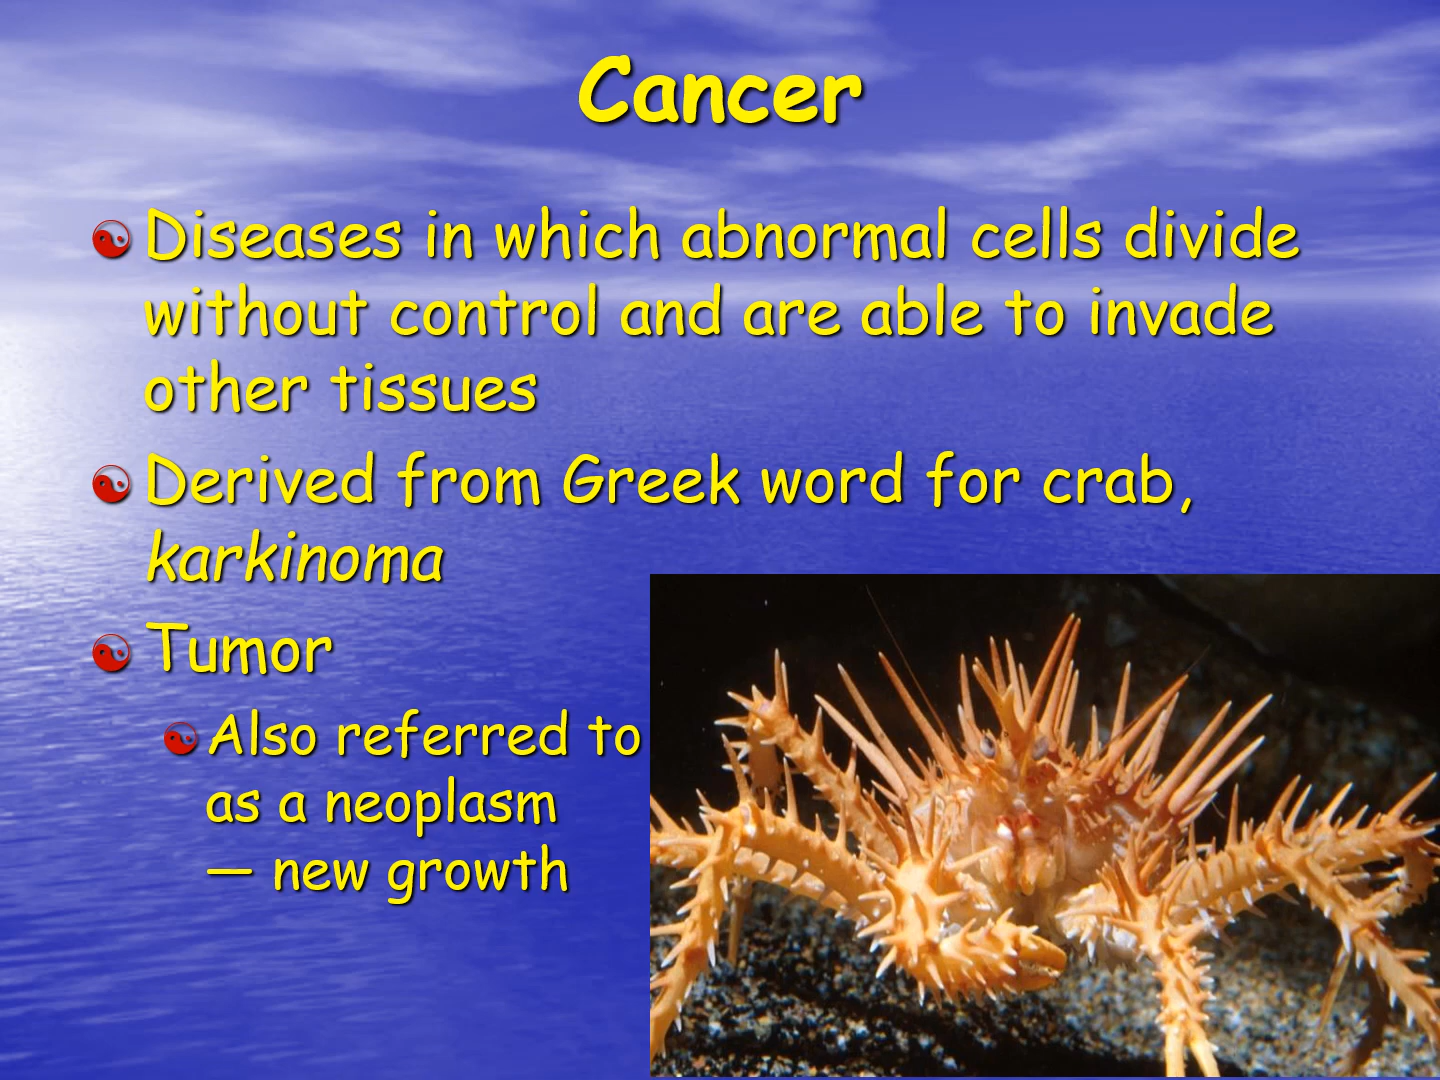 Cancer
Diseases in which abnormal cells divide
without control and are able to invade
other tissues
Derived from Greek word for crab,
karkinoma
Tumor
Also referred to
as a neoplasm
— new growth